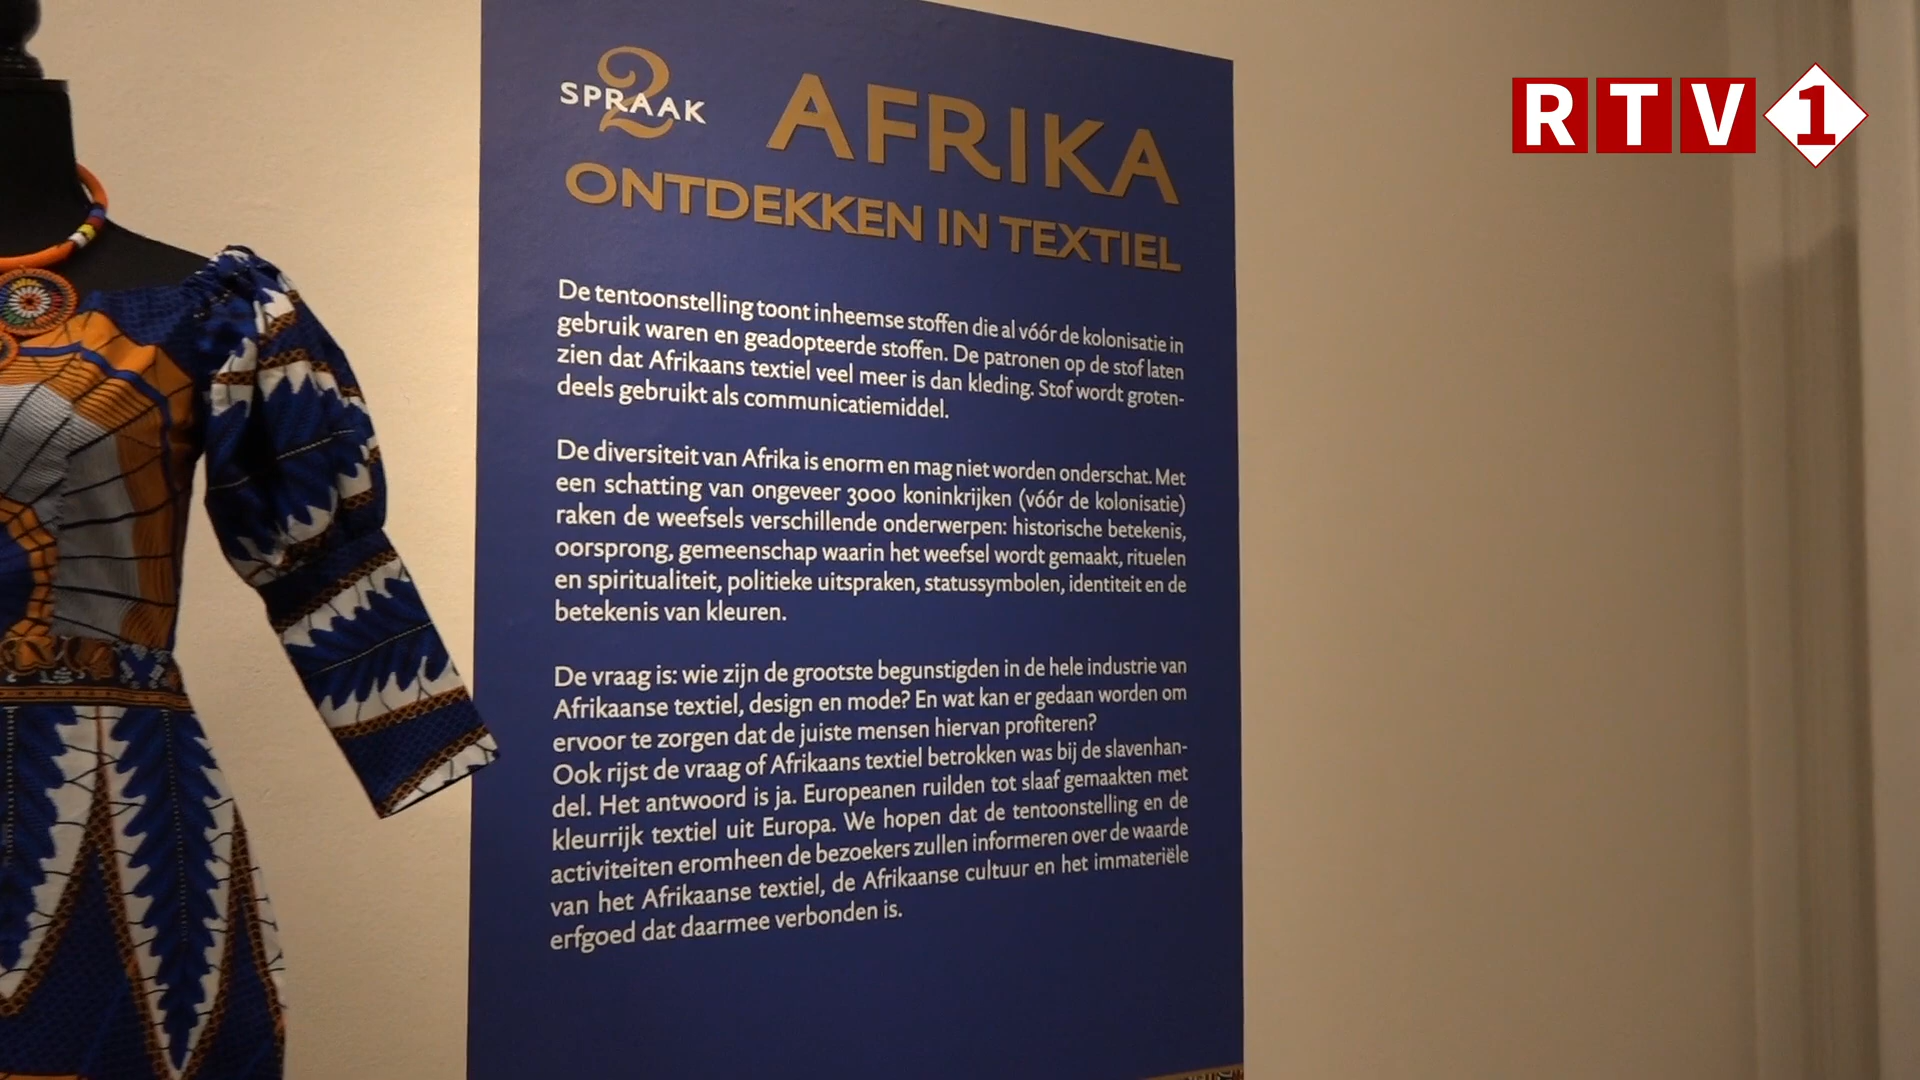 RTV1
2
SPRAAK
AFRIKA
ONTDEKKEN IN TEXTIEL
De tentoonstelling toont inheemse stoffen die al vóór de kolonisatie in
gebruik waren en geadopteerde stoffen. De patronen op de stof laten
zien dat Afrikaans textiel veel meer is dan kleding. Stof wordt groten-
deels gebruikt als communicatiemiddel.
De diversiteit van Afrika is enorm en mag niet worden onderschat. Met
een schatting van ongeveer 3000 koninkrijken (vóór de kolonisatie)
raken de weefsels verschillende onderwerpen: historische betekenis,
oorsprong, gemeenschap waarin het weefsel wordt gemaakt, rituelen
en spiritualiteit, politieke uitspraken, statussymbolen, identiteit en de
betekenis van kleuren.
De vraag is: wie zijn de grootste begunstigden in de hele industrie van
Afrikaanse textiel, design en mode? En wat kan er gedaan worden om
ervoor te zorgen dat de juiste mensen hiervan profiteren?
Ook rijst de vraag of Afrikaans textiel betrokken was bij de slavenhan-
del. Het antwoord is ja. Europeanen ruilden tot slaaf gemaakten met
kleurrijk textiel uit Europa. We hopen dat de tentoonstelling en de
activiteiten eromheen de bezoekers zullen informeren over de waarde
van het Afrikaanse textiel, de Afrikaanse cultuur en het immateriële
erfgoed dat daarmee verbonden is.